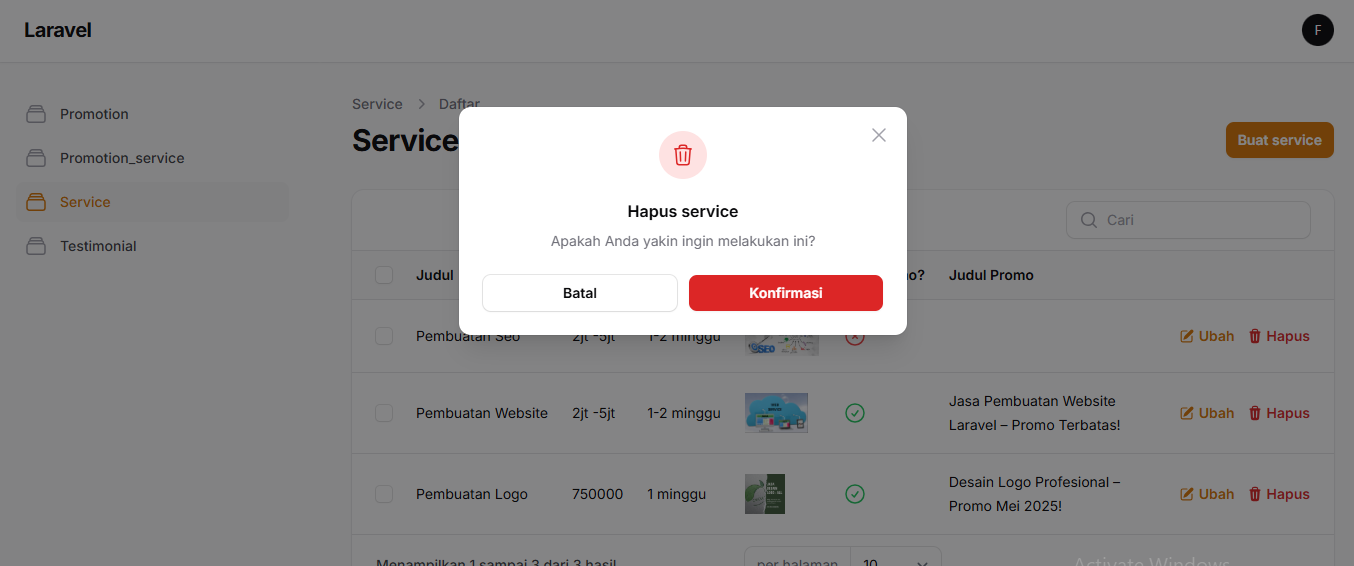 Laravel
F
Promotion
Promotion_service
Service
Testimonial
Service > Daftar
Service
Buat service
Hapus service
Apakah Anda yakin ingin melakukan ini?
Batal
Konfirmasi
Cari
Judul
Judul Promo
Pembuatan Seo 2jt -5jt 1-2 minggu Ubah Hapus
Pembuatan Website 2jt -5jt 1-2 minggu Jasa Pembuatan Website
Laravel – Promo Terbatas! Ubah Hapus
Pembuatan Logo 750000 1 minggu Desain Logo Profesional –
Promo Mei 2025! Ubah Hapus
Menampilkan 1 sampai 3 dari 3 hasil per halaman 10
Activate Windows